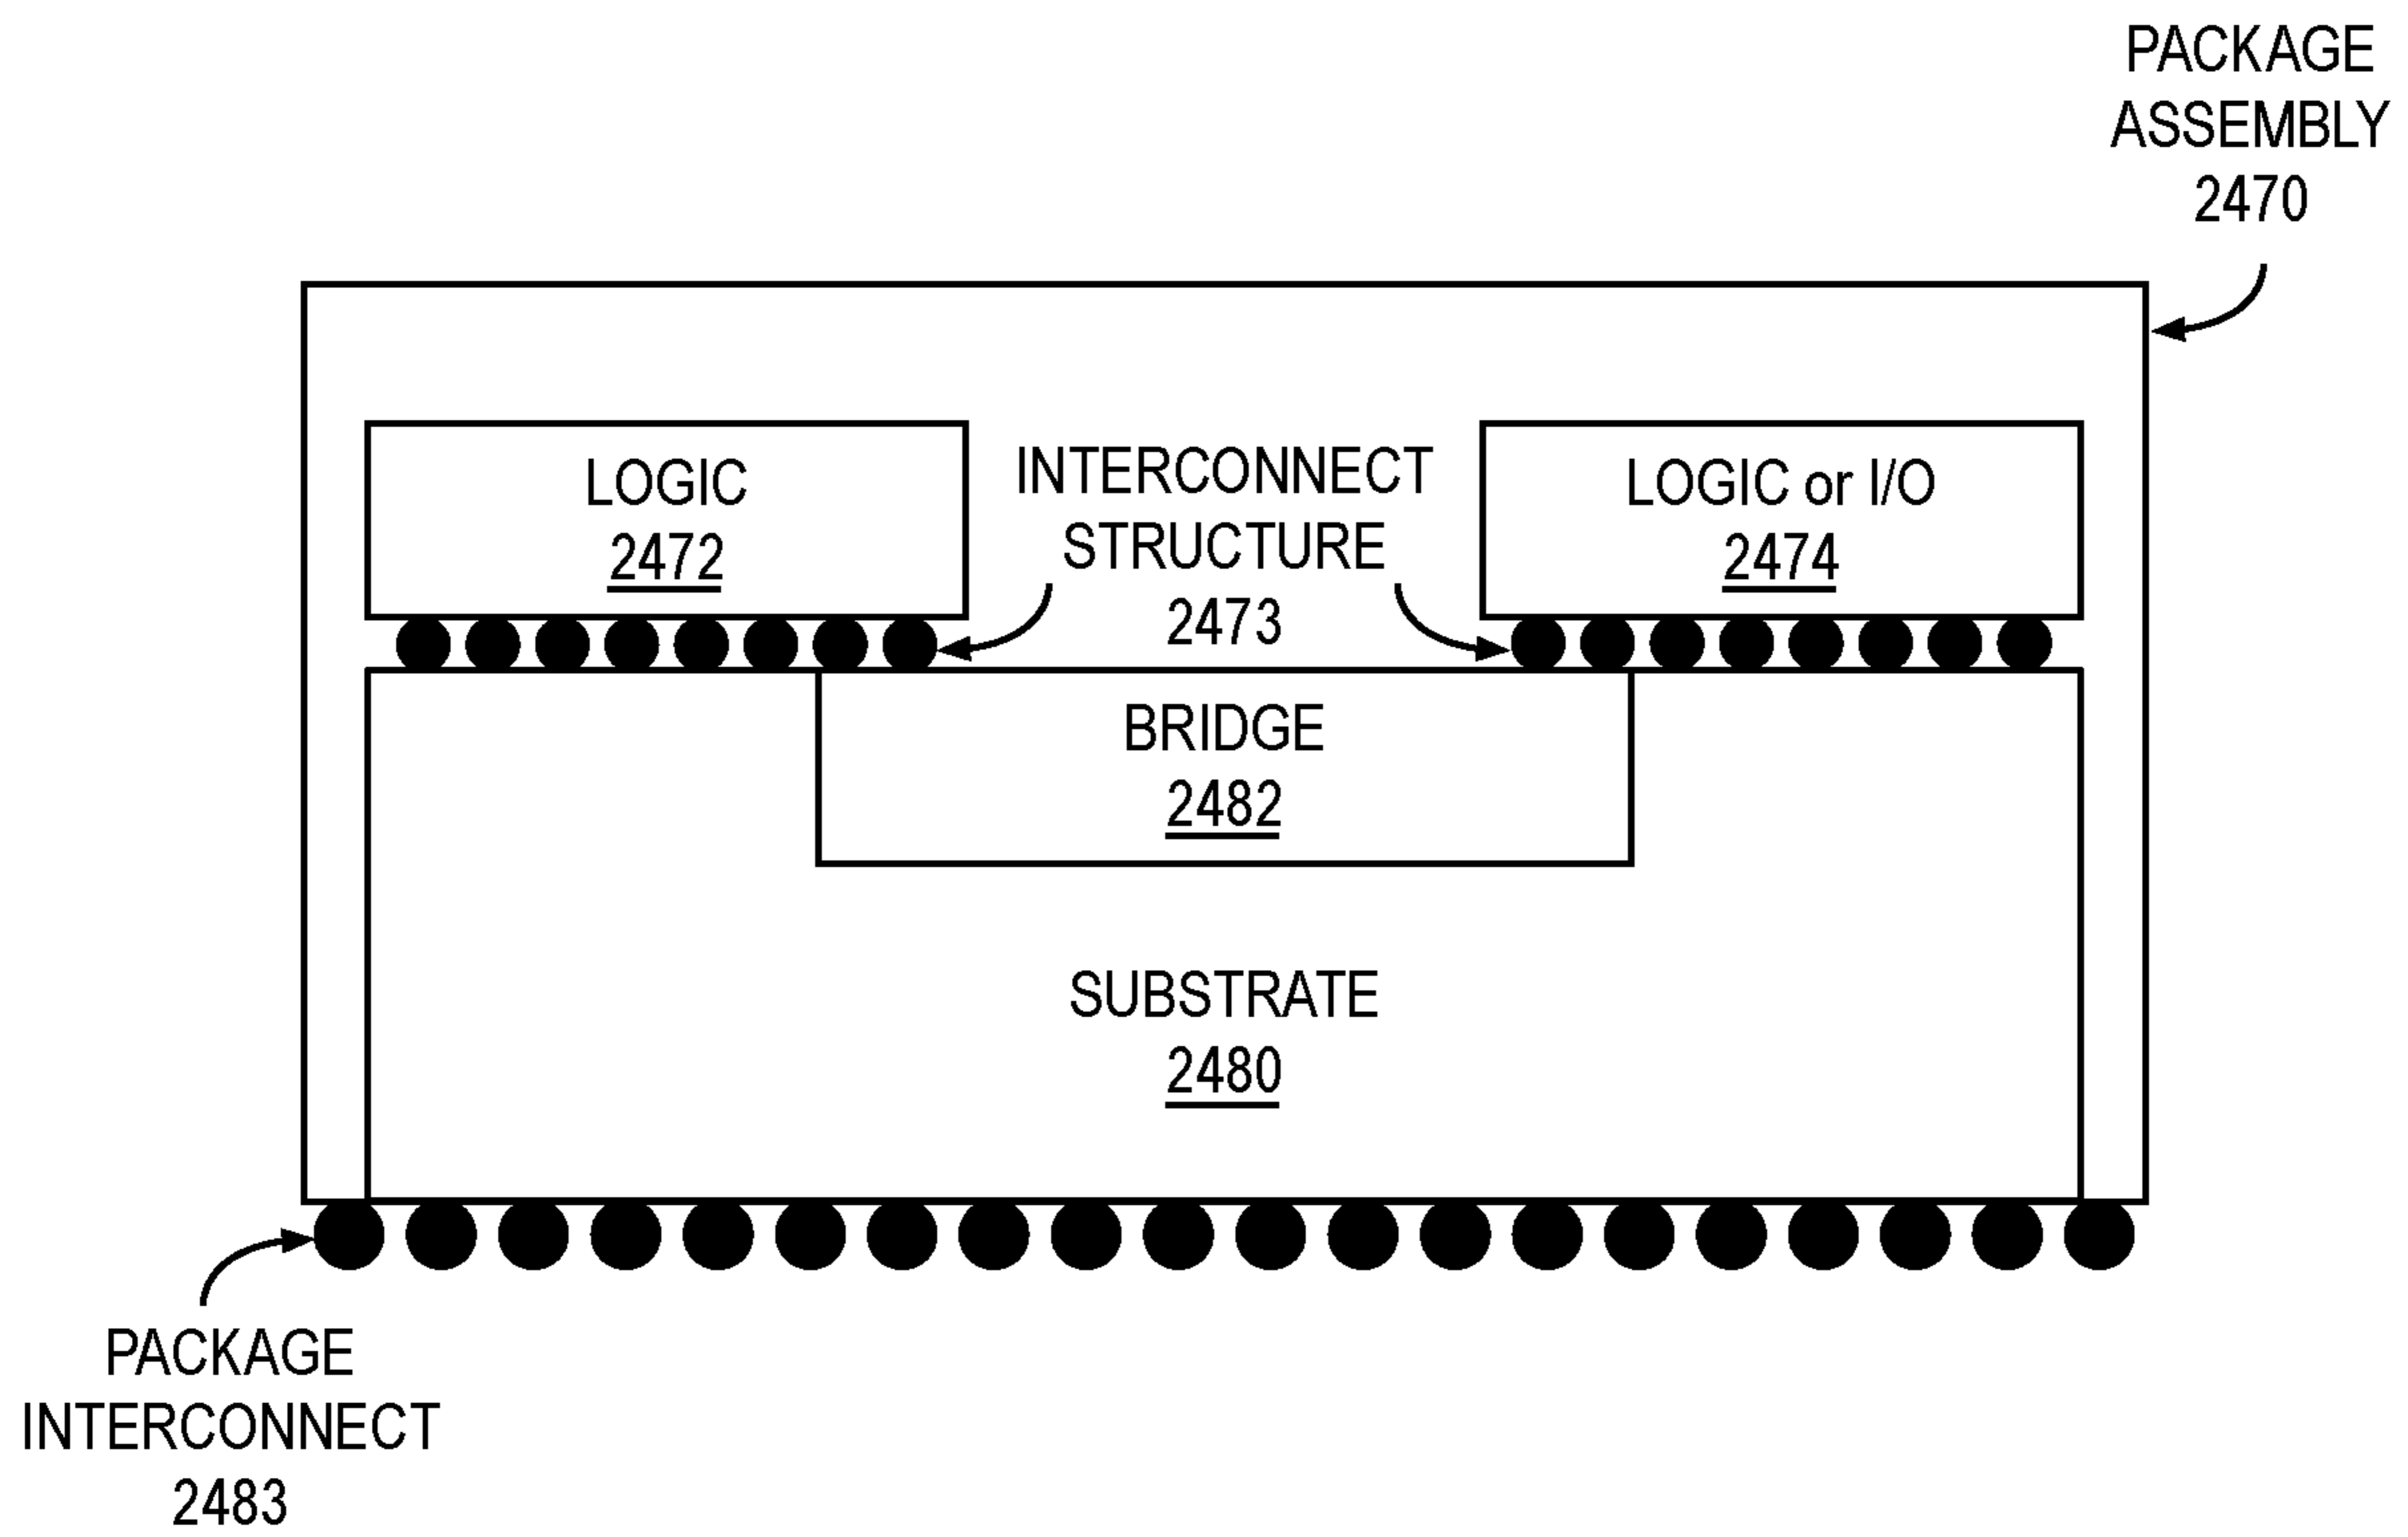 PACKAGE
ASSEMBLY
2470
LOGIC
2472
INTERCONNECT
STRUCTURE
2473
LOGIC or I/O
2474
BRIDGE
2482
SUBSTRATE
2480
PACKAGE
INTERCONNECT
2483